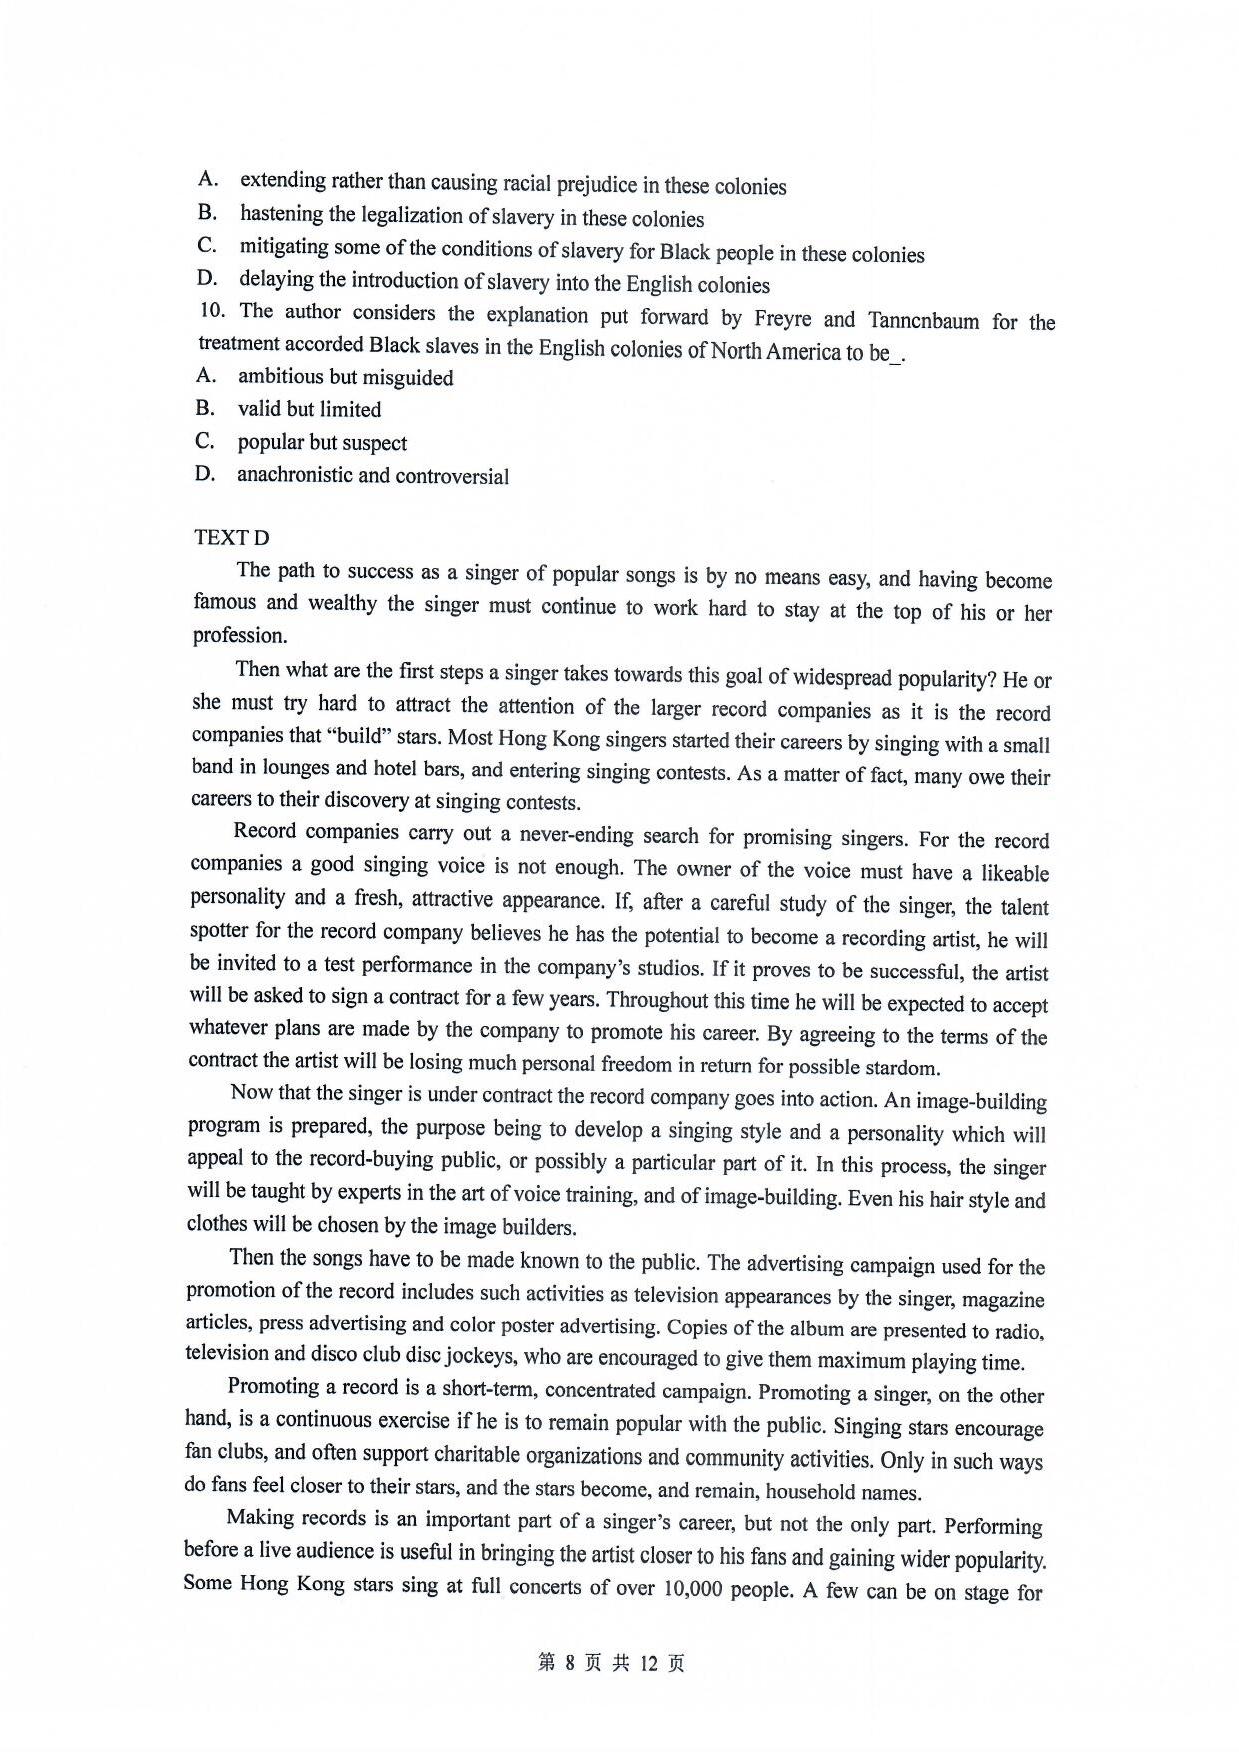 A. extending rather than causing racial prejudice in these colonies
B. hastening the legalization of slavery in these colonies
C. mitigating some of the conditions of slavery for Black people in these colonies
D. delaying the introduction of slavery into the English colonies
10. The author considers the explanation put forward by Freyre and Tanncnbaum for the
treatment accorded Black slaves in the English colonies of North America to be_.
A. ambitious but misguided
B. valid but limited
C. popular but suspect
D. anachronistic and controversial
TEXT D
The path to success as a singer of popular songs is by no means easy, and having become
famous and wealthy the singer must continue to work hard to stay at the top of his or her
profession.
Then what are the first steps a singer takes towards this goal of widespread popularity? He or
she must try hard to attract the attention of the larger record companies as it is the record
companies that “build” stars. Most Hong Kong singers started their careers by singing with a small
band in lounges and hotel bars, and entering singing contests. As a matter of fact, many owe their
careers to their discovery at singing contests.
Record companies carry out a never-ending search for promising singers. For the record
companies a good singing voice is not enough. The owner of the voice must have a likeable
personality and a fresh, attractive appearance. If, after a careful study of the singer, the talent
spotter for the record company believes he has the potential to become a recording artist, he will
be invited to a test performance in the company’s studios. If it proves to be successful, the artist
will be asked to sign a contract for a few years. Throughout this time he will be expected to accept
whatever plans are made by the company to promote his career. By agreeing to the terms of the
contract the artist will be losing much personal freedom in return for possible stardom.
Now that the singer is under contract the record company goes into action. An image-building
program is prepared, the purpose being to develop a singing style and a personality which will
appeal to the record-buying public, or possibly a particular part of it. In this process, the singer
will be taught by experts in the art of voice training, and of image-building. Even his hair style and
clothes will be chosen by the image builders.
Then the songs have to be made known to the public. The advertising campaign used for the
promotion of the record includes such activities as television appearances by the singer, magazine
articles, press advertising and color poster advertising. Copies of the album are presented to radio,
television and disco club disc jockeys, who are encouraged to give them maximum playing time.
Promoting a record is a short-term, concentrated campaign. Promoting a singer, on the other
hand, is a continuous exercise if he is to remain popular with the public. Singing stars encourage
fan clubs, and often support charitable organizations and community activities. Only in such ways
do fans feel closer to their stars, and the stars become, and remain, household names.
Making records is an important part of a singer’s career, but not the only part. Performing
before a live audience is useful in bringing the artist closer to his fans and gaining wider popularity.
Some Hong Kong stars sing at full concerts of over 10,000 people. A few can be on stage for
第 8 页 共 12 页